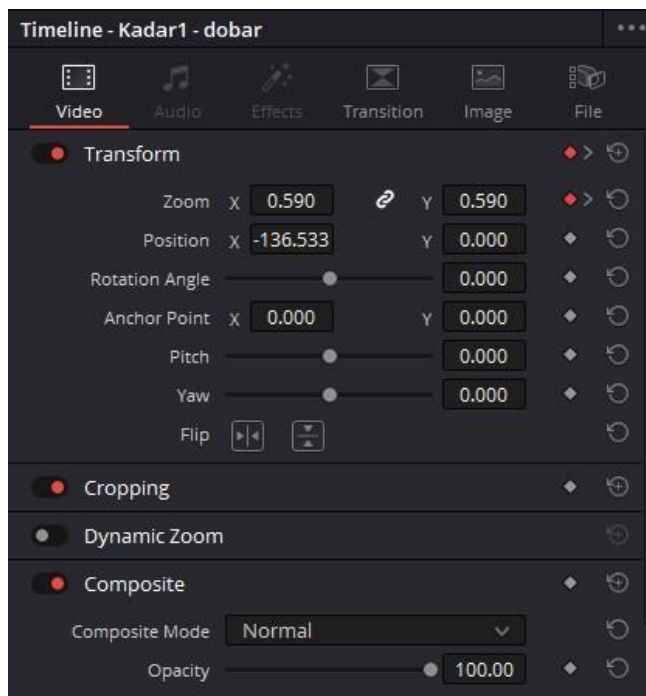 Timeline - Kadar1 - dobar
Video Audio Effects Transition Image File
Transform
Zoom X 0.590 Y 0.590
Position X -136.533 Y 0.000
Rotation Angle 0.000
Anchor Point X 0.000 Y 0.000
Pitch 0.000
Yaw 0.000
Flip
Cropping
Dynamic Zoom
Composite
Composite Mode Normal
Opacity 100.00